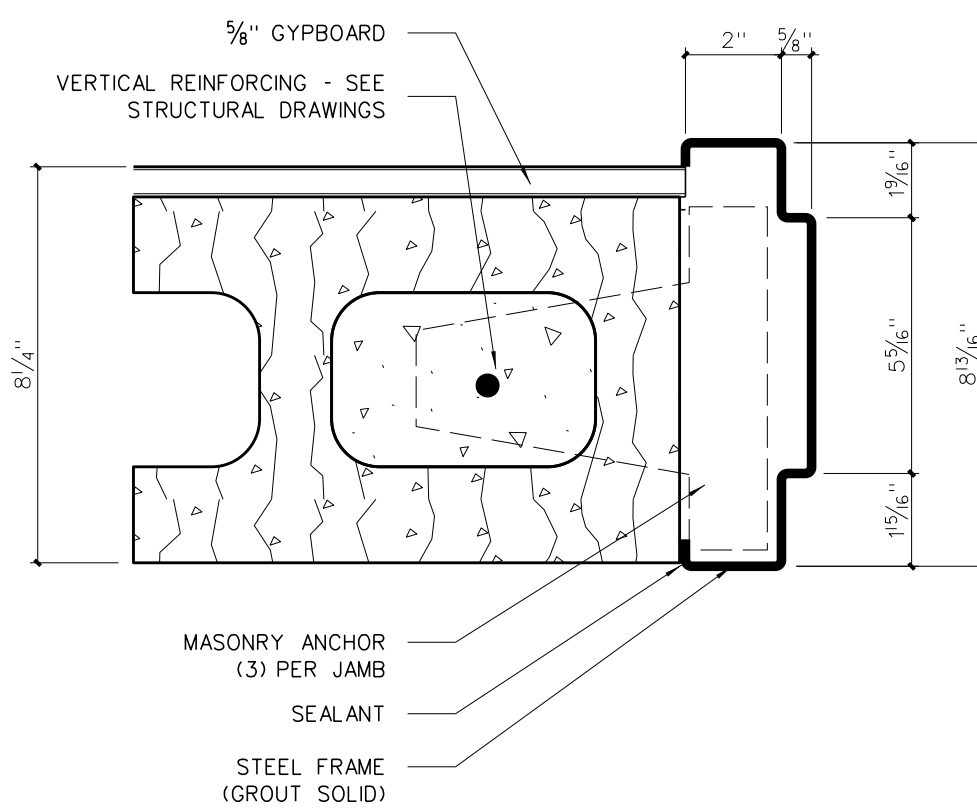 5/8" GYPBOARD
VERTICAL REINFORCING - SEE
STRUCTURAL DRAWINGS
2"
5/8"
8 1/4"
1 9/16"
5 5/16"
8 13/16"
1 15/16"
MASONRY ANCHOR
(3) PER JAMB
SEALANT
STEEL FRAME
(GROUT SOLID)